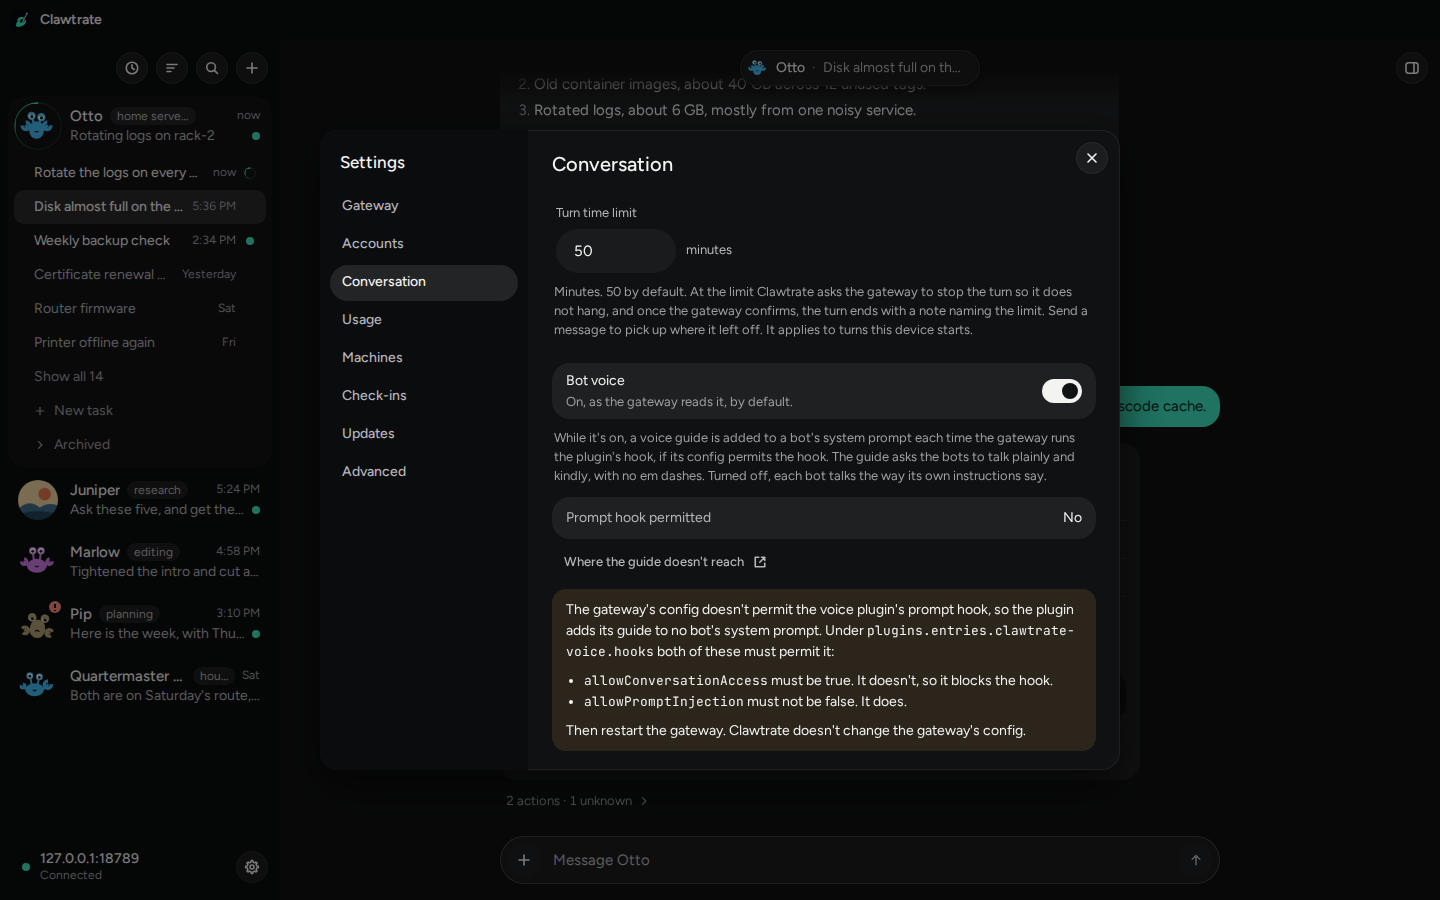 Clawtrate
Otto home serve... now
Rotating logs on rack-2
Rotate the logs on every ... now
Disk almost full on the ... 5:36 PM
Weekly backup check 2:34 PM
Certificate renewal ... Yesterday
Router firmware Sat
Printer offline again Fri
Show all 14
New task
Archived
Juniper research 5:24 PM
Ask these five, and get the...
Marlow editing 4:58 PM
Tightened the intro and cut a...
Pip planning 3:10 PM
Here is the week, with Thu...
Quartermaster ... hou... Sat
Both are on Saturday's route,...
127.0.0.1:18789
Connected
Otto · Disk almost full on th...
2. Old container images, about 40 GB across 12 unused tags.
3. Rotated logs, about 6 GB, mostly from one noisy service.
scode cache.
Settings
Gateway
Accounts
Conversation
Usage
Machines
Check-ins
Updates
Advanced
Conversation
Turn time limit
50 minutes
Minutes. 50 by default. At the limit Clawtrate asks the gateway to stop the turn so it does
not hang, and once the gateway confirms, the turn ends with a note naming the limit. Send a
message to pick up where it left off. It applies to turns this device starts.
Bot voice
On, as the gateway reads it, by default.
While it's on, a voice guide is added to a bot's system prompt each time the gateway runs
the plugin's hook, if its config permits the hook. The guide asks the bots to talk plainly and
kindly, with no em dashes. Turned off, each bot talks the way its own instructions say.
Prompt hook permitted No
Where the guide doesn't reach
The gateway's config doesn't permit the voice plugin's prompt hook, so the plugin
adds its guide to no bot's system prompt. Under plugins.entries.clawtrate-
voice.hooks both of these must permit it:
• allowConversationAccess must be true. It doesn't, so it blocks the hook.
• allowPromptInjection must not be false. It does.
Then restart the gateway. Clawtrate doesn't change the gateway's config.
2 actions · 1 unknown
Message Otto